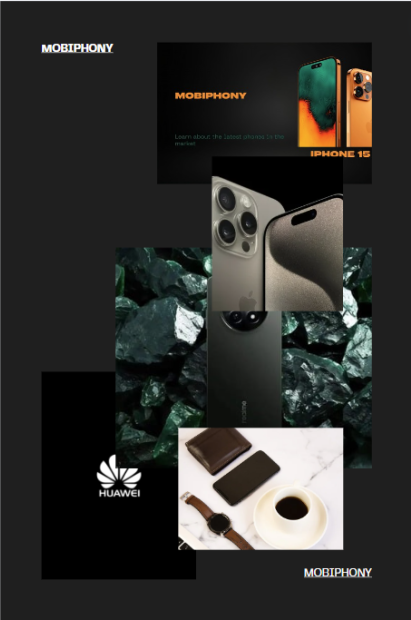 MOBIPHONY
MOBIPHONY
Learn about the latest phones in the
market
IPHONE 15
HUAWEI
MOBIPHONY